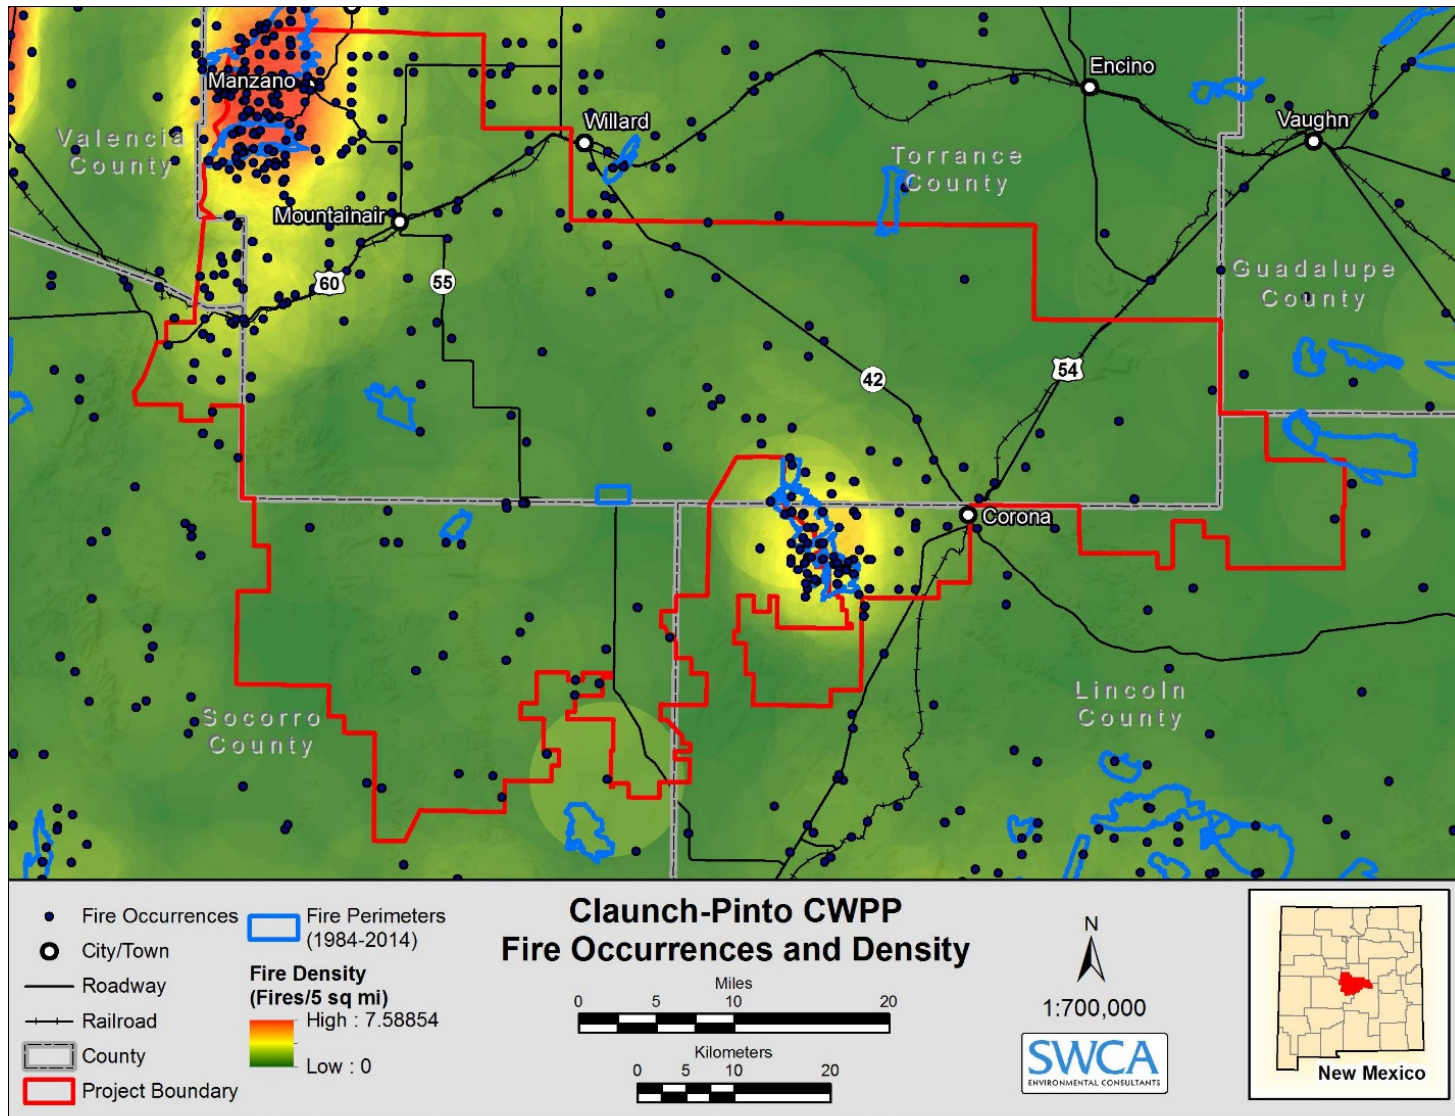 Manzano
Encino
Willard
Vaughn
Valencia
County
Torrance
County
Mountainair
60
55
Guadalupe
County
42
54
Corona
Socorro
County
Lincoln
County
Fire Occurrences
City/Town
Roadway
Railroad
County
Project Boundary
Fire Perimeters
(1984-2014)
Fire Density
(Fires/5 sq mi)
High : 7.58854
Low : 0
Claunch-Pinto CWPP
Fire Occurrences and Density
Miles
0 5 10 20
Kilometers
0 5 10 20
N
1:700,000
SWCA
ENVIRONMENTAL CONSULTANTS
New Mexico